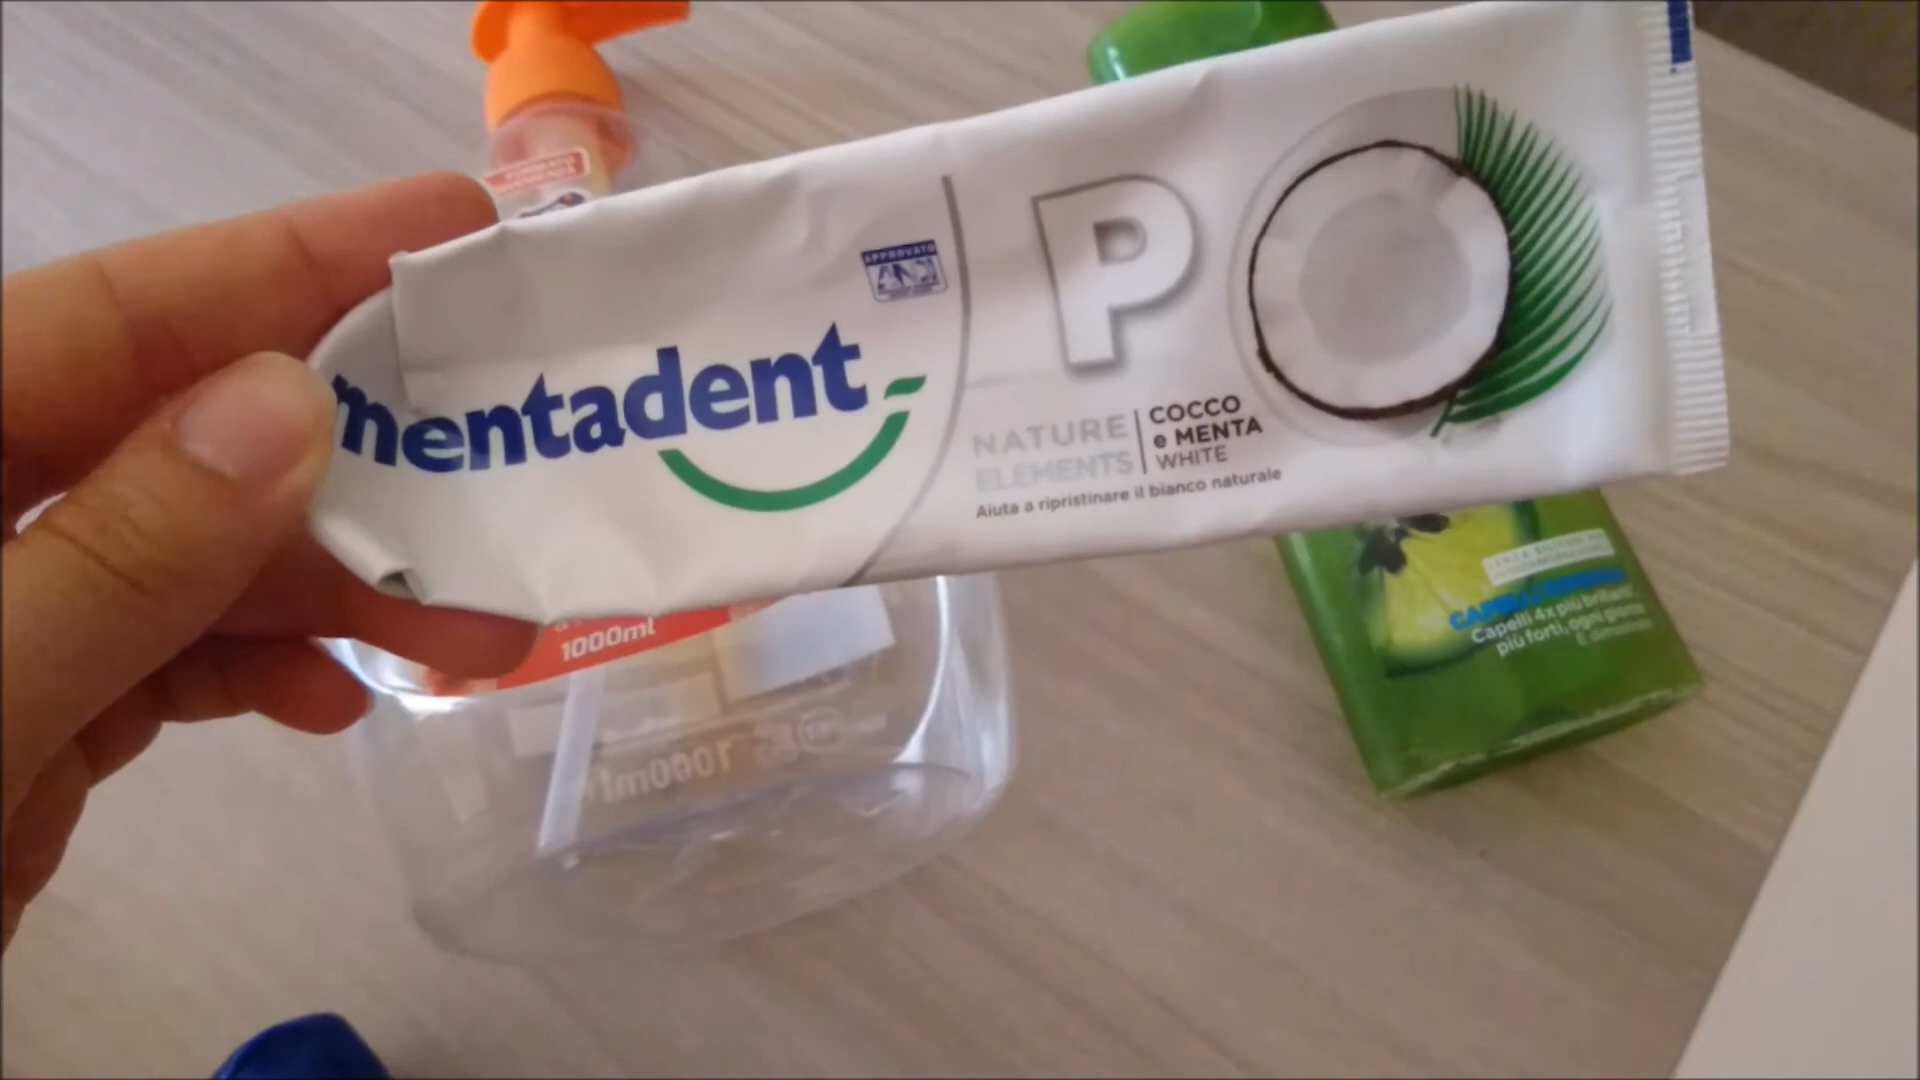 APPROVATO
ANDI
mentadent
P
NATURE
ELEMENTS
COCCO
e MENTA
WHITE
Aiuta a ripristinare il bianco naturale
1000ml
1000ml
Capelli 4x più brillanti,
più forti, ogni giorno